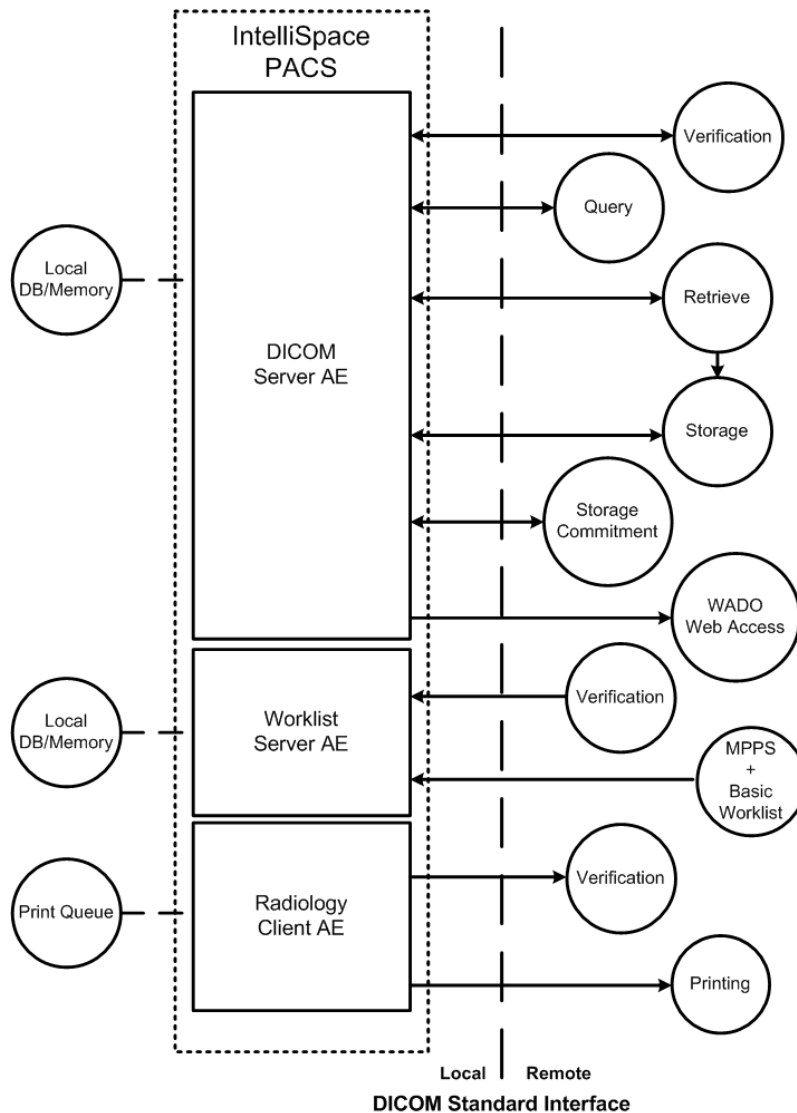 IntelliSpace
PACS
Verification
Query
Local
DB/Memory
Retrieve
DICOM
Server AE
Storage
Storage
Commitment
WADO
Web Access
Verification
Local
DB/Memory
Worklist
Server AE
MPPS
+
Basic
Worklist
Verification
Print Queue
Radiology
Client AE
Printing
Local
Remote
DICOM Standard Interface